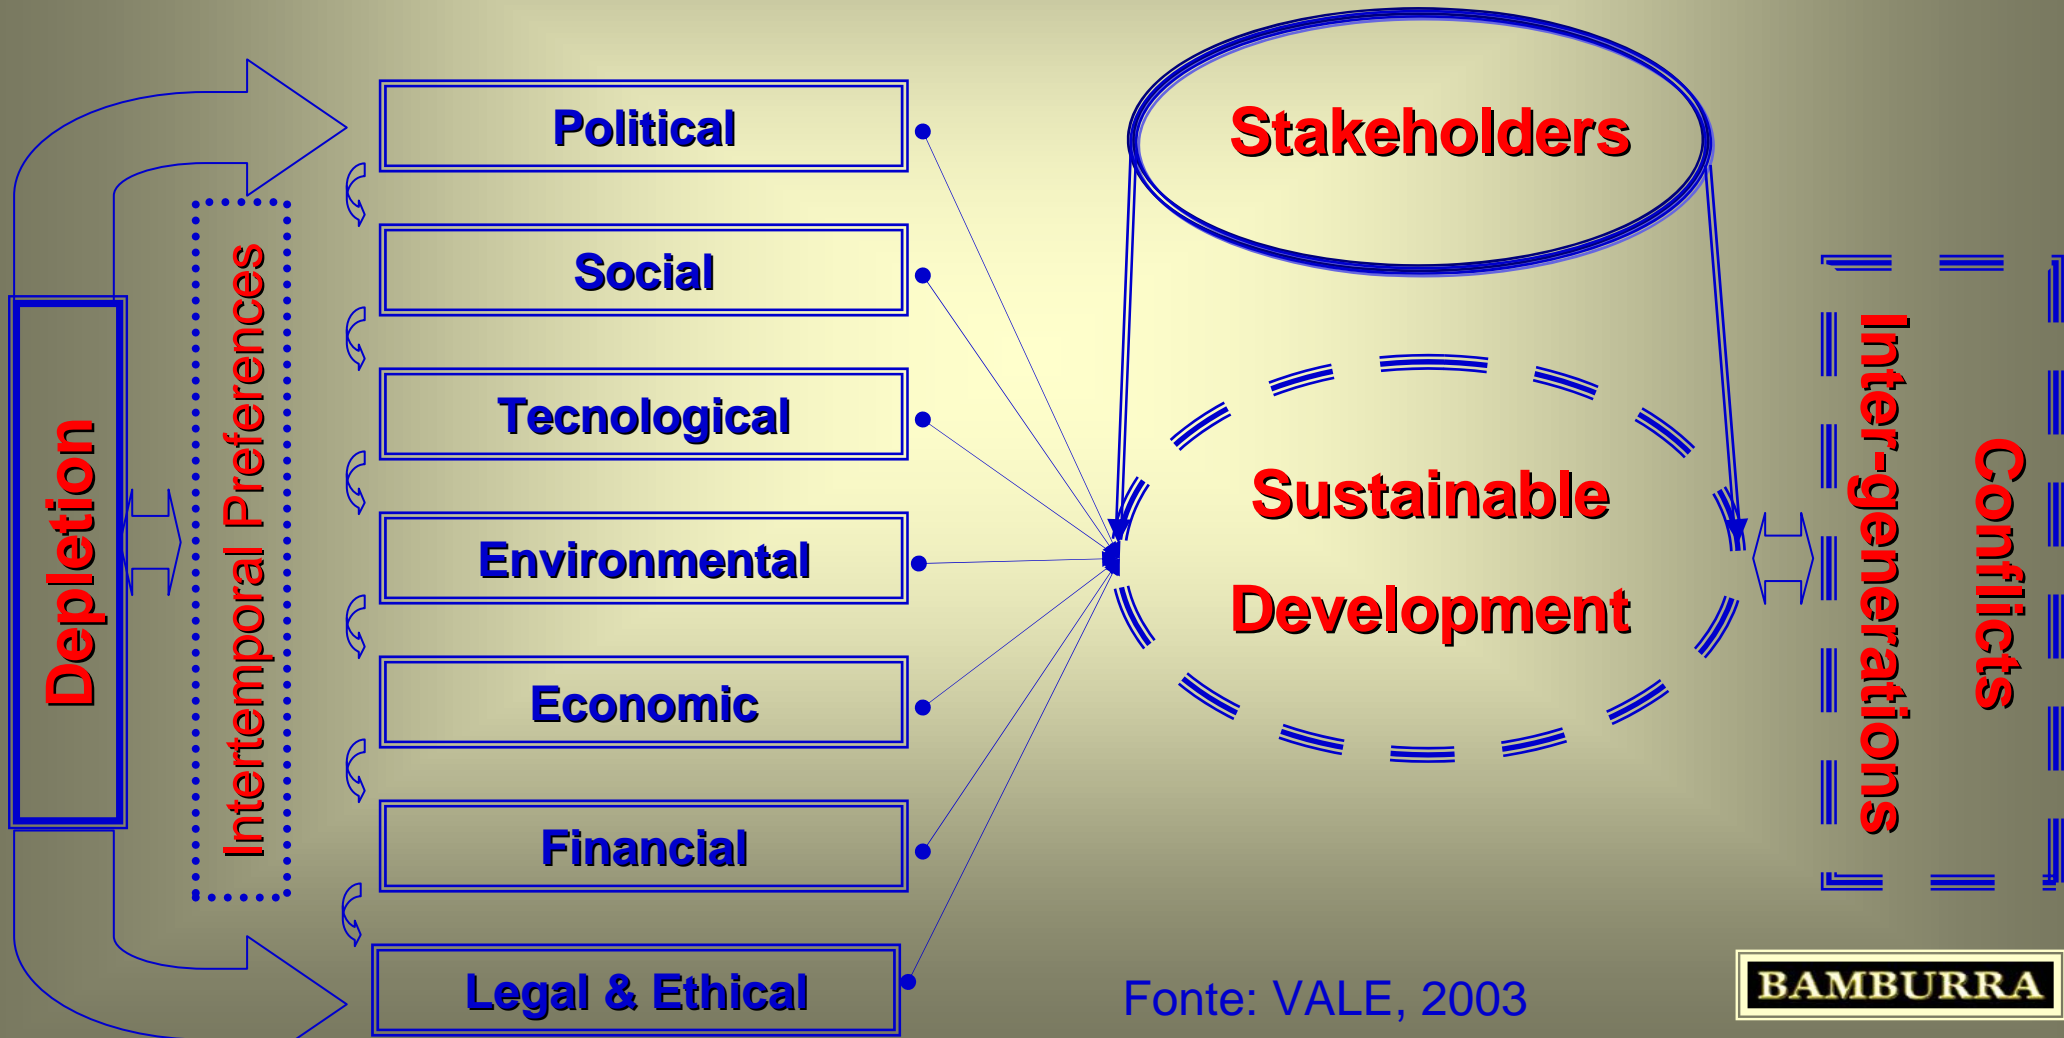 Depletion
Intertemporal Preferences
Political
Social
Tecnological
Environmental
Economic
Financial
Legal & Ethical
Stakeholders
Sustainable
Development
Conflicts
Inter-generations
Fonte: VALE, 2003
BAMBURRA